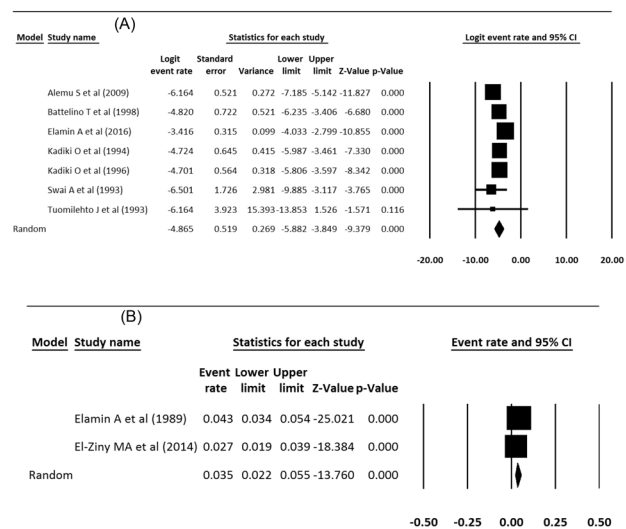 (A)
Model Study name Statistics for each study Logit event rate and 95% CI
Logit Standard Lower Upper
event rate error Variance limit limit Z-Value p-Value
Alemu S et al (2009) -6.164 0.521 0.272 -7.185 -5.142 -11.827 0.000
Battelino T et al (1998) -4.820 0.722 0.521 -6.235 -3.406 -6.680 0.000
Elamin A et al (2016) -3.416 0.315 0.099 -4.033 -2.799 -10.855 0.000
Kadiki O et al (1994) -4.724 0.645 0.415 -5.987 -3.461 -7.330 0.000
Kadiki O et al (1996) -4.701 0.564 0.318 -5.806 -3.597 -8.342 0.000
Swai A et al (1993) -6.501 1.726 2.981 -9.885 -3.117 -3.765 0.000
Tuomilehto J et al (1993) -6.164 3.923 15.393 -13.853 1.526 -1.571 0.116
Random -4.865 0.519 0.269 -5.882 -3.849 -9.379 0.000
-20.00 -10.00 0.00 10.00 20.00
(B)
Model Study name Statistics for each study Event rate and 95% CI
Event Lower Upper
rate limit limit Z-Value p-Value
Elamin A et al (1989) 0.043 0.034 0.054 -25.021 0.000
El-Ziny MA et al (2014) 0.027 0.019 0.039 -18.384 0.000
Random 0.035 0.022 0.055 -13.760 0.000
-0.50 -0.25 0.00 0.25 0.50